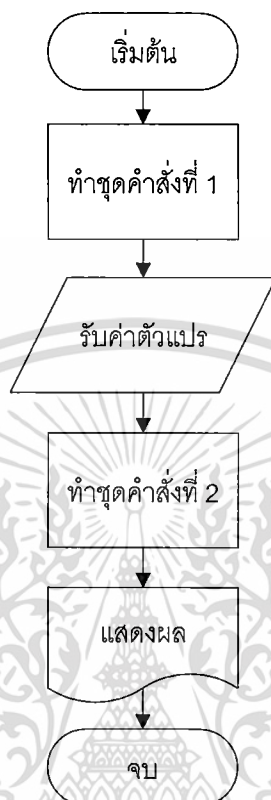 เริ่มต้น
ทำชุดคำสั่งที่ 1
รับค่าตัวแปร
ทำชุดคำสั่งที่ 2
แสดงผล
จบ